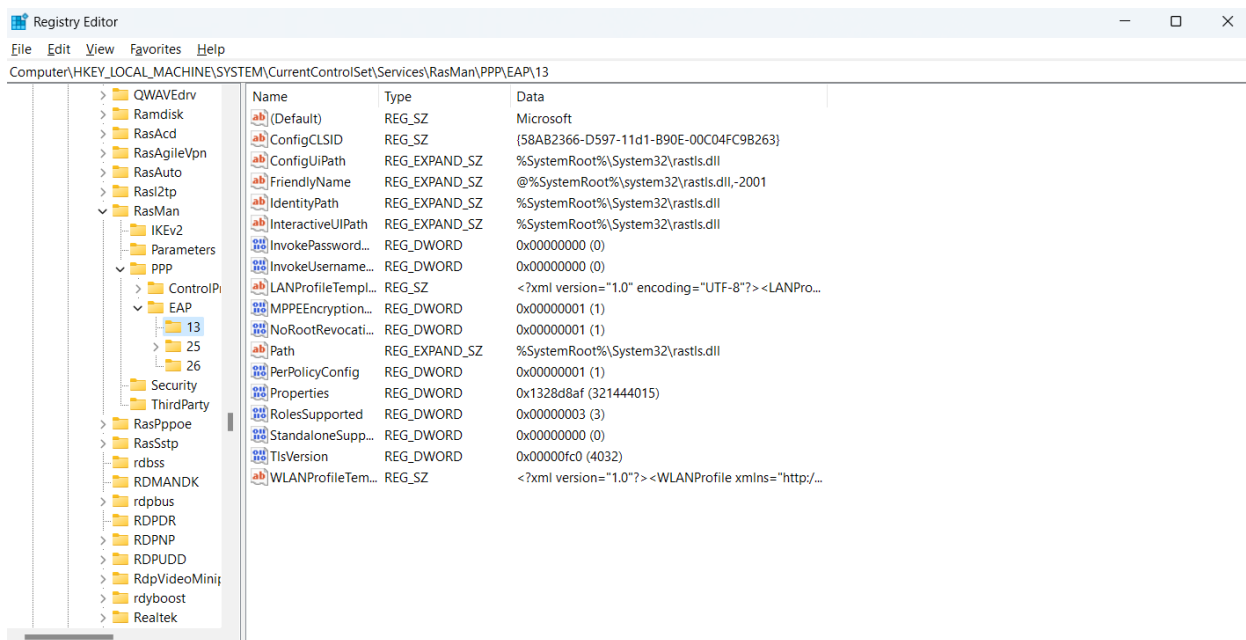 Registry Editor
File Edit View Favorites Help
Computer\HKEY_LOCAL_MACHINE\SYSTEM\CurrentControlSet\Services\RasMan\PPP\EAP\13
QWAVEdrv
Ramdisk
RasAcd
RasAgileVpn
RasAuto
Rasl2tp
RasMan
IKEv2
Parameters
PPP
ControlPr
EAP
13
25
26
Security
ThirdParty
RasPppoe
RasSstp
rdbss
RDMANDK
rdpbus
RDPDR
RDPNP
RDPUDD
RdpVideoMinip
rdyboost
Realtek
Name Type Data
(Default) REG_SZ Microsoft
ConfigCLSID REG_SZ {58AB2366-D597-11d1-B90E-00C04FC9B263}
ConfigUiPath REG_EXPAND_SZ %SystemRoot%\System32\rastls.dll
FriendlyName REG_EXPAND_SZ @%SystemRoot%\system32\rastls.dll,-2001
IdentityPath REG_EXPAND_SZ %SystemRoot%\System32\rastls.dll
InteractiveUIPath REG_EXPAND_SZ %SystemRoot%\System32\rastls.dll
InvokePassword... REG_DWORD 0x00000000 (0)
InvokeUsername... REG_DWORD 0x00000000 (0)
LANProfileTempl... REG_SZ <?xml version="1.0" encoding="UTF-8"?><LANPro...
MPPEEncryption... REG_DWORD 0x00000001 (1)
NoRootRevocati... REG_DWORD 0x00000001 (1)
Path REG_EXPAND_SZ %SystemRoot%\System32\rastls.dll
PerPolicyConfig REG_DWORD 0x00000001 (1)
Properties REG_DWORD 0x1328d8af (321444015)
RolesSupported REG_DWORD 0x00000003 (3)
StandaloneSupp... REG_DWORD 0x00000000 (0)
TlsVersion REG_DWORD 0x00000fc0 (4032)
WLANProfileTem... REG_SZ <?xml version="1.0"?><WLANProfile xmlns="http:/...